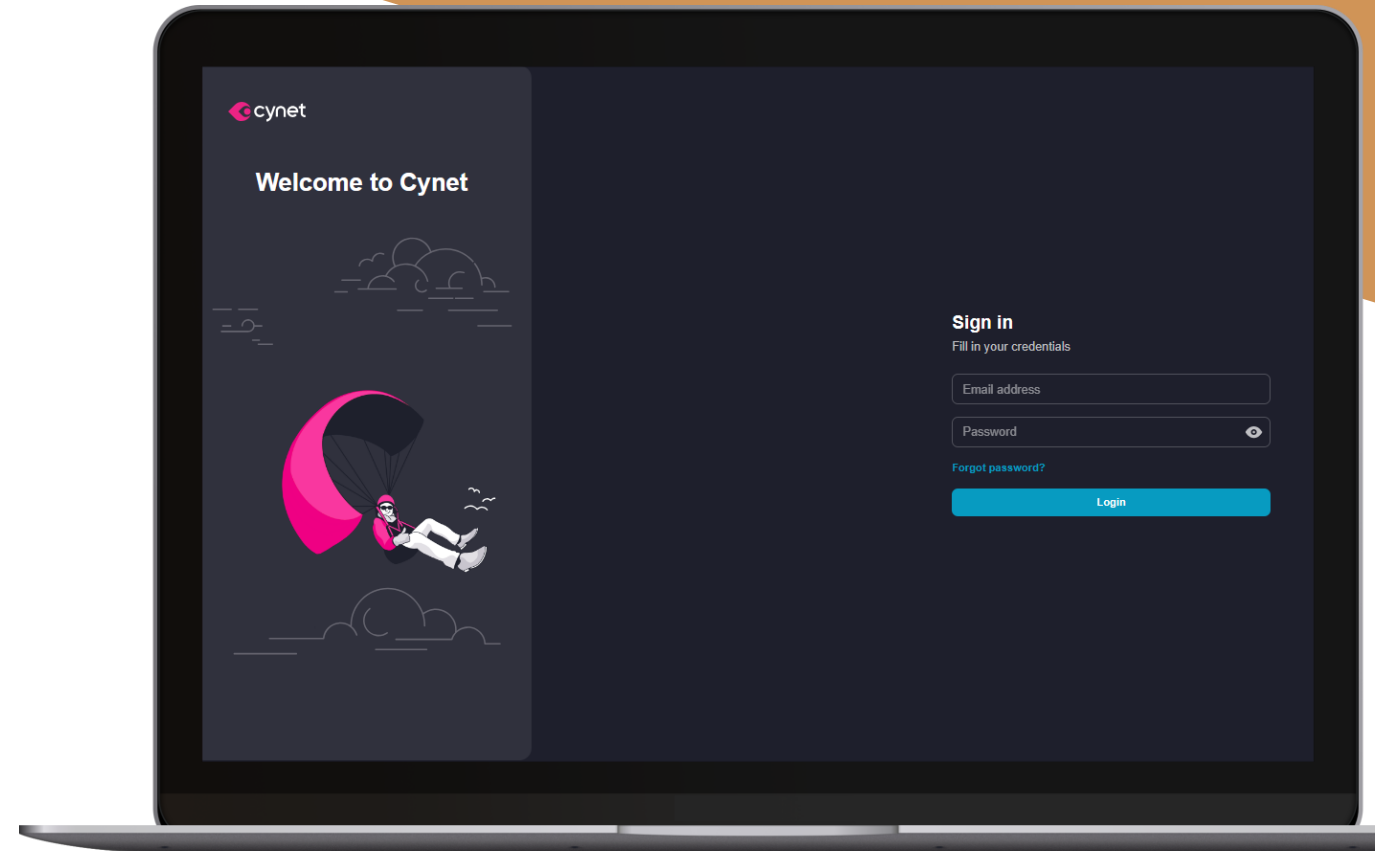 cynet
Welcome to Cynet
Sign in
Fill in your credentials
Email address
Password
Forgot password?
Login